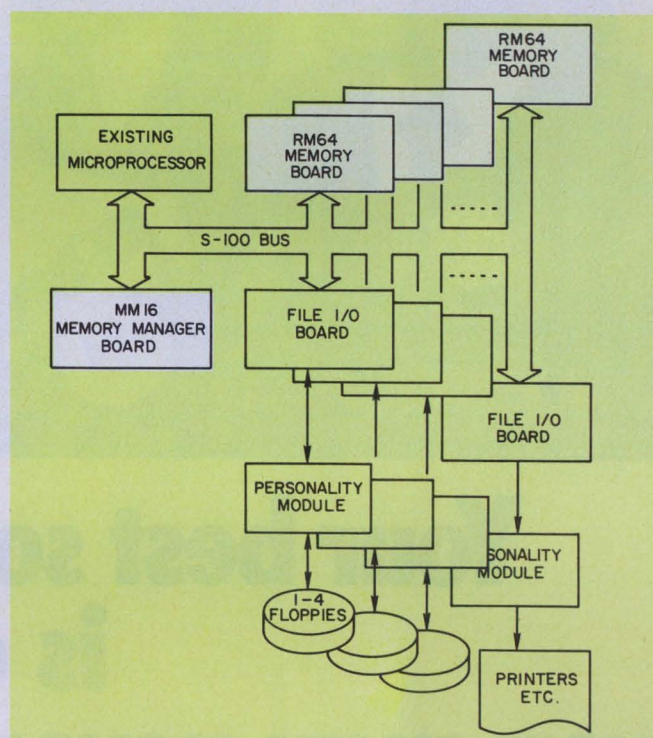 RM64
MEMORY
BOARD
EXISTING
MICROPROCESSOR
RM64
MEMORY
BOARD
S-100 BUS
MM16
MEMORY MANAGER
BOARD
FILE I/O
BOARD
FILE I/O
BOARD
PERSONALITY
MODULE
SONALITY
MODULE
1-4
FLOPPIES
PRINTERS
ETC.